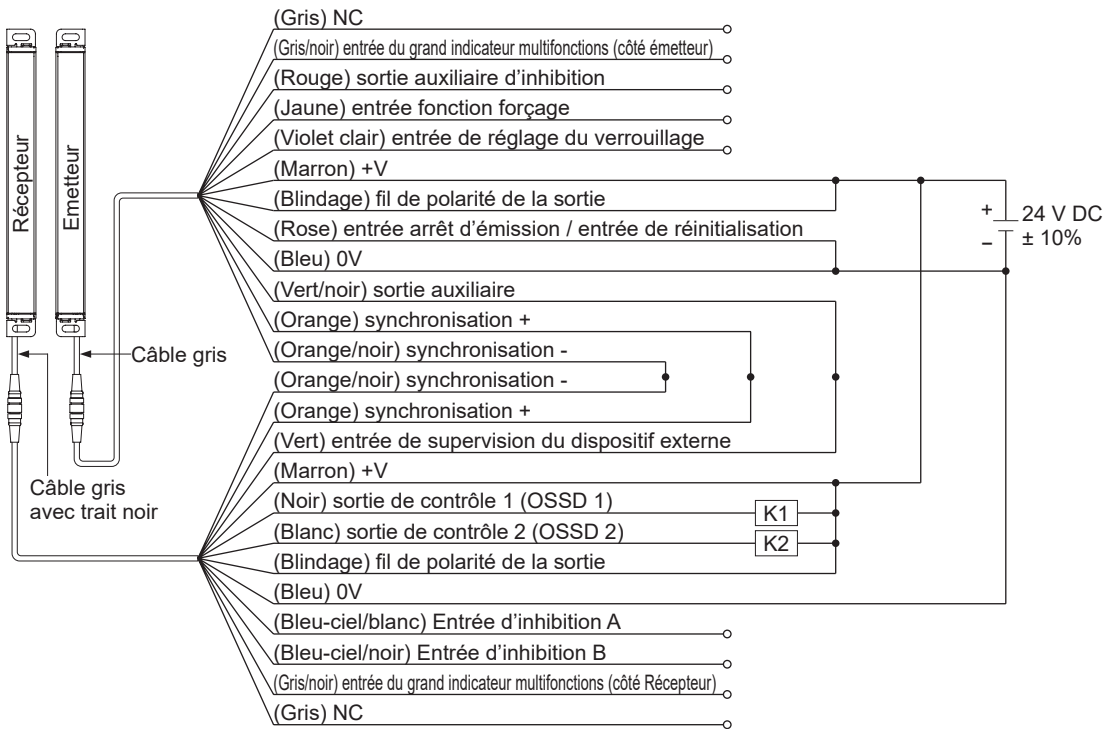 Récepteur
Emetteur
Câble gris
Câble gris
avec trait noir
(Gris) NC
(Gris/noir) entrée du grand indicateur multifonctions (côté émetteur)
(Rouge) sortie auxiliaire d'inhibition
(Jaune) entrée fonction forçage
(Violet clair) entrée de réglage du verrouillage
(Marron) +V
(Blindage) fil de polarité de la sortie
(Rose) entrée arrêt d'émission / entrée de réinitialisation
(Bleu) 0V
(Vert/noir) sortie auxiliaire
(Orange) synchronisation +
(Orange/noir) synchronisation -
(Orange/noir) synchronisation -
(Orange) synchronisation +
(Vert) entrée de supervision du dispositif externe
(Marron) +V
(Noir) sortie de contrôle 1 (OSSD 1)
K1
(Blanc) sortie de contrôle 2 (OSSD 2)
K2
(Blindage) fil de polarité de la sortie
(Bleu) 0V
(Bleu-ciel/blanc) Entrée d'inhibition A
(Bleu-ciel/noir) Entrée d'inhibition B
(Gris/noir) entrée du grand indicateur multifonctions (côté Récepteur)
(Gris) NC
+
−
24 V DC
± 10%